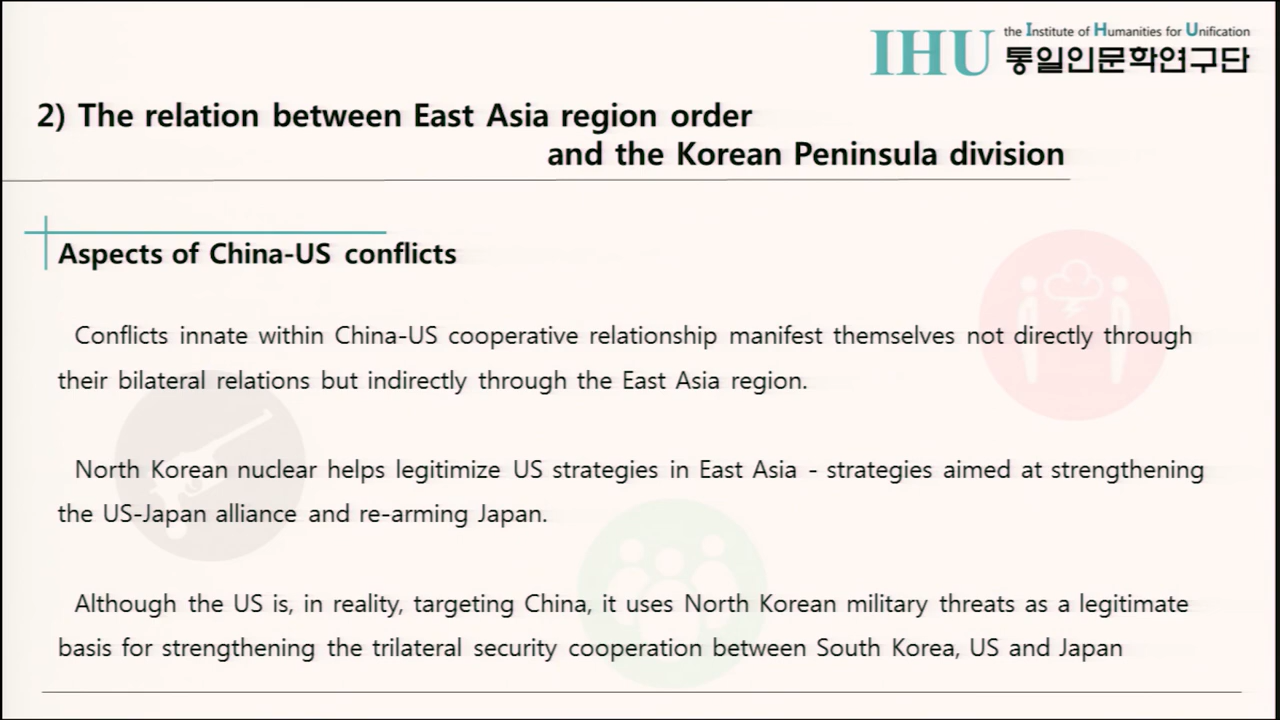 IHU the Institute of Humanities for Unification
통일인문학연구단
2) The relation between East Asia region order
and the Korean Peninsula division
Aspects of China-US conflicts
Conflicts innate within China-US cooperative relationship manifest themselves not directly through
their bilateral relations but indirectly through the East Asia region.
North Korean nuclear helps legitimize US strategies in East Asia - strategies aimed at strengthening
the US-Japan alliance and re-arming Japan.
Although the US is, in reality, targeting China, it uses North Korean military threats as a legitimate
basis for strengthening the trilateral security cooperation between South Korea, US and Japan